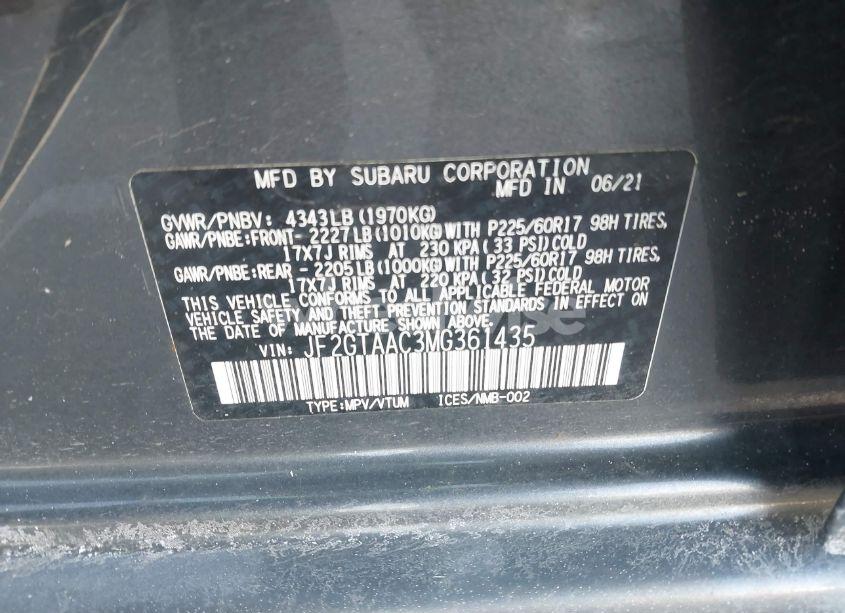 MFD BY SUBARU CORPORATION
MFD IN 06/21
GVWR/PNBV: 4343LB(1970KG)
GAWR/PNBE:FRONT- 2227LB(1010KG)WITH P225/60R17 98H TIRES,
17X7J RIMS AT 230 KPA( 33 PSI)COLD
GAWR/PNBE:REAR - 2205LB(1000KG)WITH P225/60R17 98H TIRES,
17X7J RIMS AT 220 KPA( 32 PSI)COLD
THIS VEHICLE CONFORMS TO ALL APPLICABLE FEDERAL MOTOR
VEHICLE SAFETY AND THEFT PREVENTION STANDARDS IN EFFECT ON
THE DATE OF MANUFACTURE SHOWN ABOVE.
VIN: JF2GTAAC3MG361435
TYPE:MPV/VTUM ICES/NMB-002